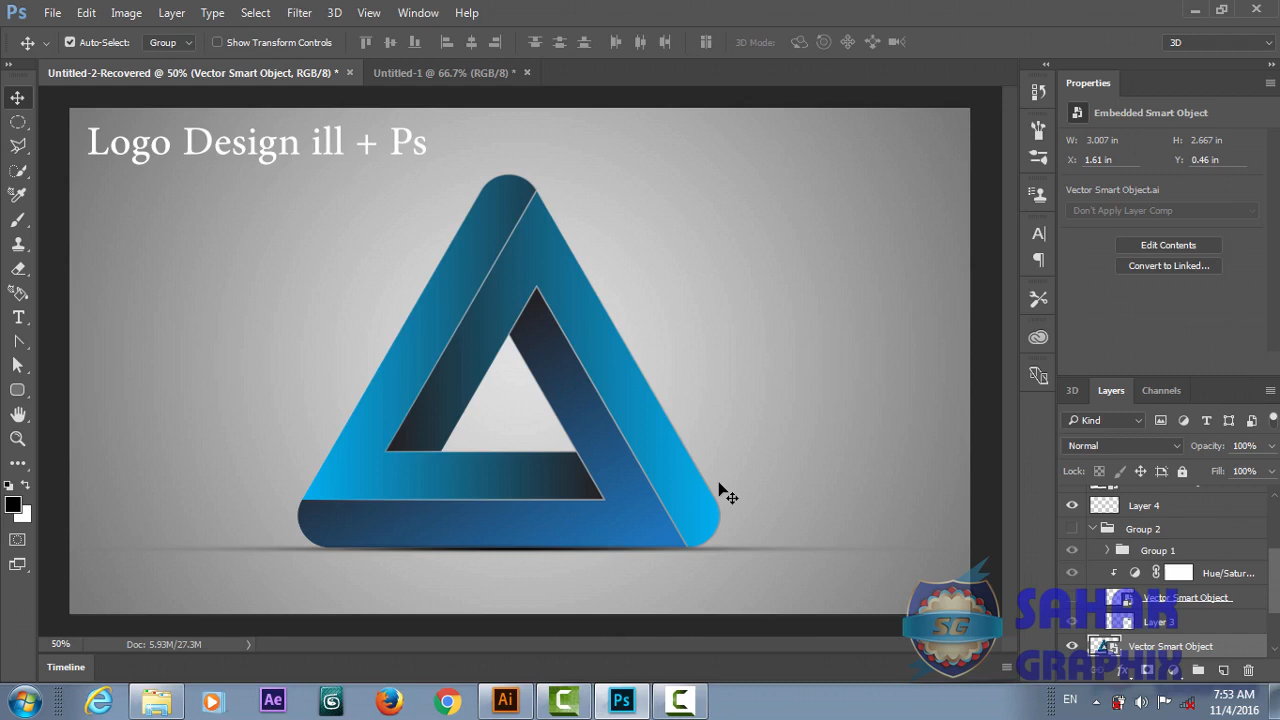 Ps File Edit Image Layer Type Select Filter 3D View Window Help
Auto-Select: Group Show Transform Controls 3D Mode: 3D
Untitled-2-Recovered @ 50% (Vector Smart Object, RGB/8) * × Untitled-1 @ 66.7% (RGB/8) * ×
Logo Design ill + Ps
Properties
Embedded Smart Object
W: 3.007 in H: 2.667 in
X: 1.61 in Y: 0.46 in
Vector Smart Object.ai
Don't Apply Layer Comp
Edit Contents
Convert to Linked...
3D Layers Channels
Kind
Normal Opacity: 100%
Lock: Fill: 100%
Layer 4
Group 2
Group 1
Hue/Satur...
Vector Smart Object
Layer 3
Vector Smart Object
SG
SAHAK
GRAPHIX
50% Doc: 5.93M/27.3M
Timeline
Ae Ai Ps
EN 7:53 AM
11/4/2016